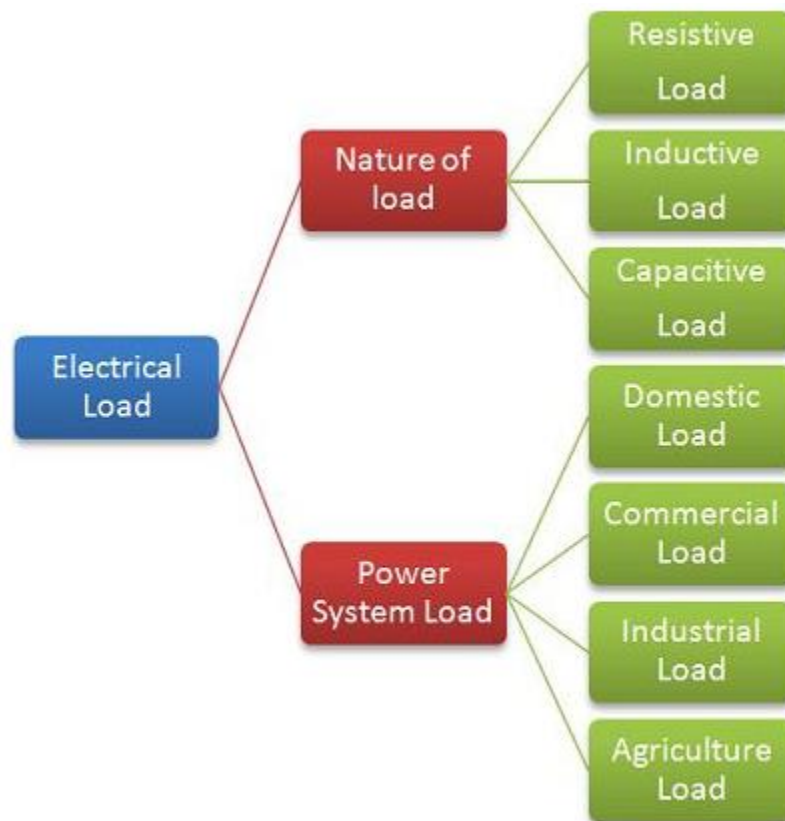 Resistive
Load
Nature of
load
Inductive
Load
Capacitive
Load
Electrical
Load
Domestic
Load
Commercial
Load
Power
System Load
Industrial
Load
Agriculture
Load